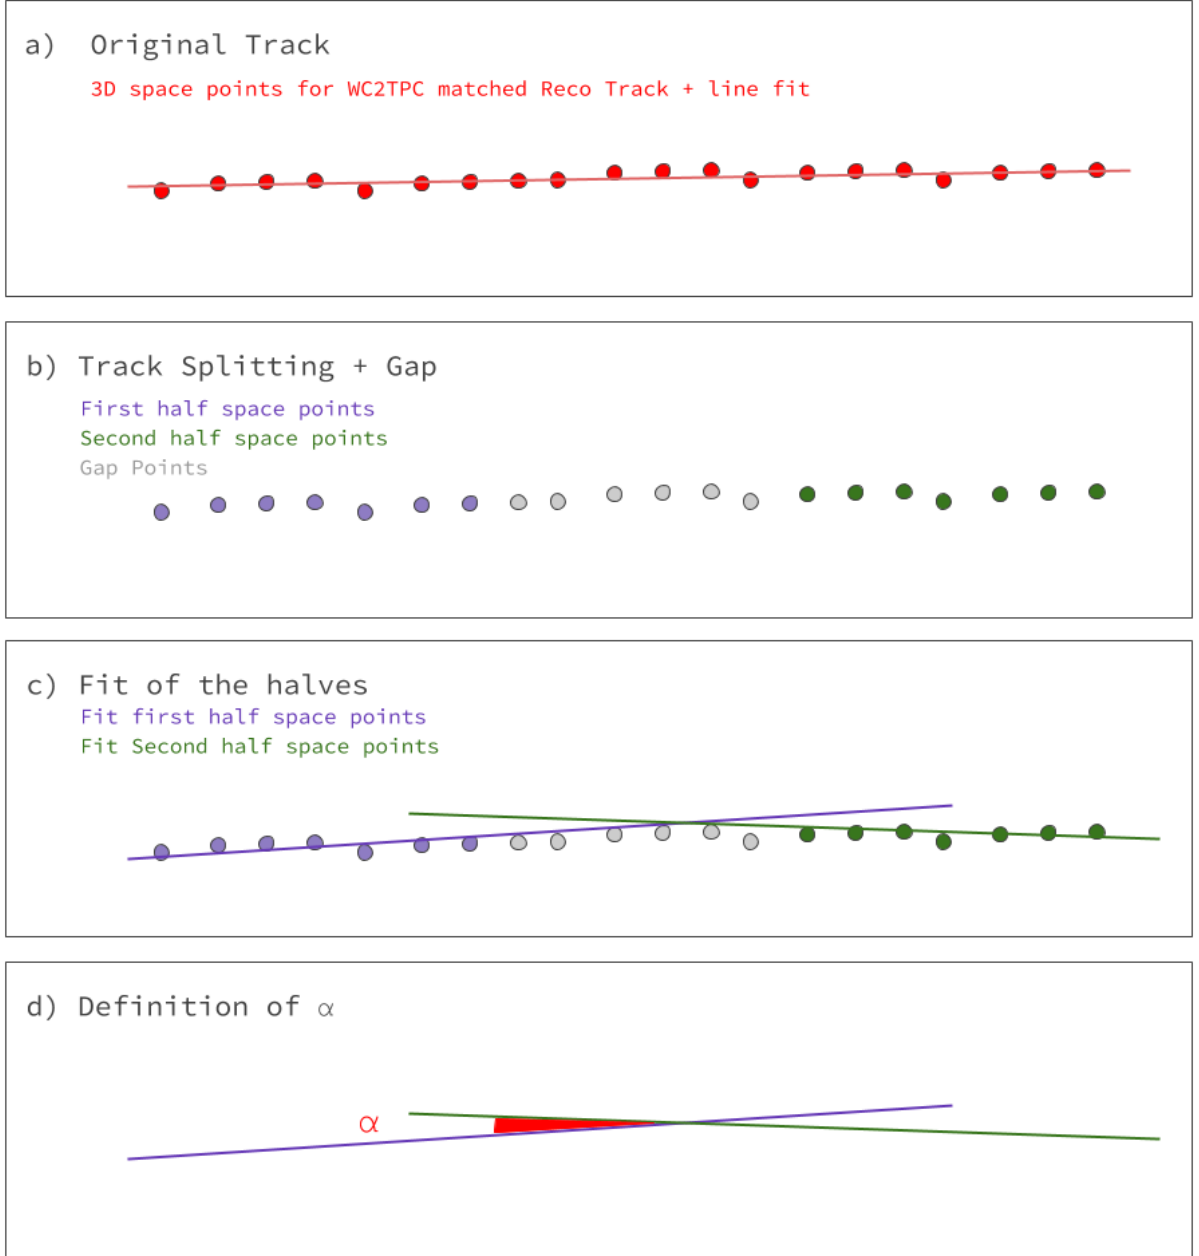 a) Original Track
3D space points for WC2TPC matched Reco Track + line fit
b) Track Splitting + Gap
First half space points
Second half space points
Gap Points
c) Fit of the halves
Fit first half space points
Fit Second half space points
d) Definition of α
α